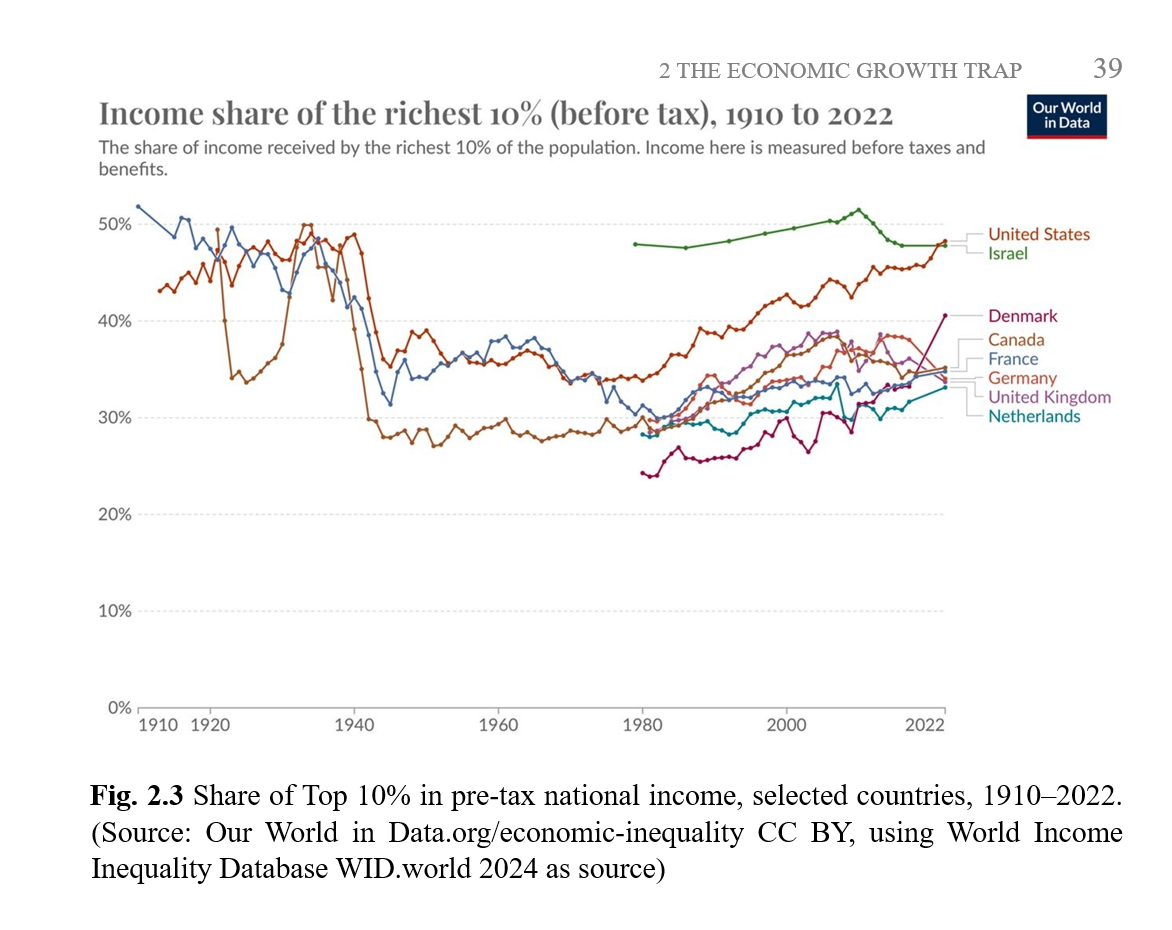 2 THE ECONOMIC GROWTH TRAP 39
Income share of the richest 10% (before tax), 1910 to 2022
Our World
in Data
The share of income received by the richest 10% of the population. Income here is measured before taxes and
benefits.
50%
40%
30%
20%
10%
0%
United States
Israel
Denmark
Canada
France
Germany
United Kingdom
Netherlands
1910 1920 1940 1960 1980 2000 2022
Fig. 2.3 Share of Top 10% in pre-tax national income, selected countries, 1910–2022.
(Source: Our World in Data.org/economic-inequality CC BY, using World Income
Inequality Database WID.world 2024 as source)